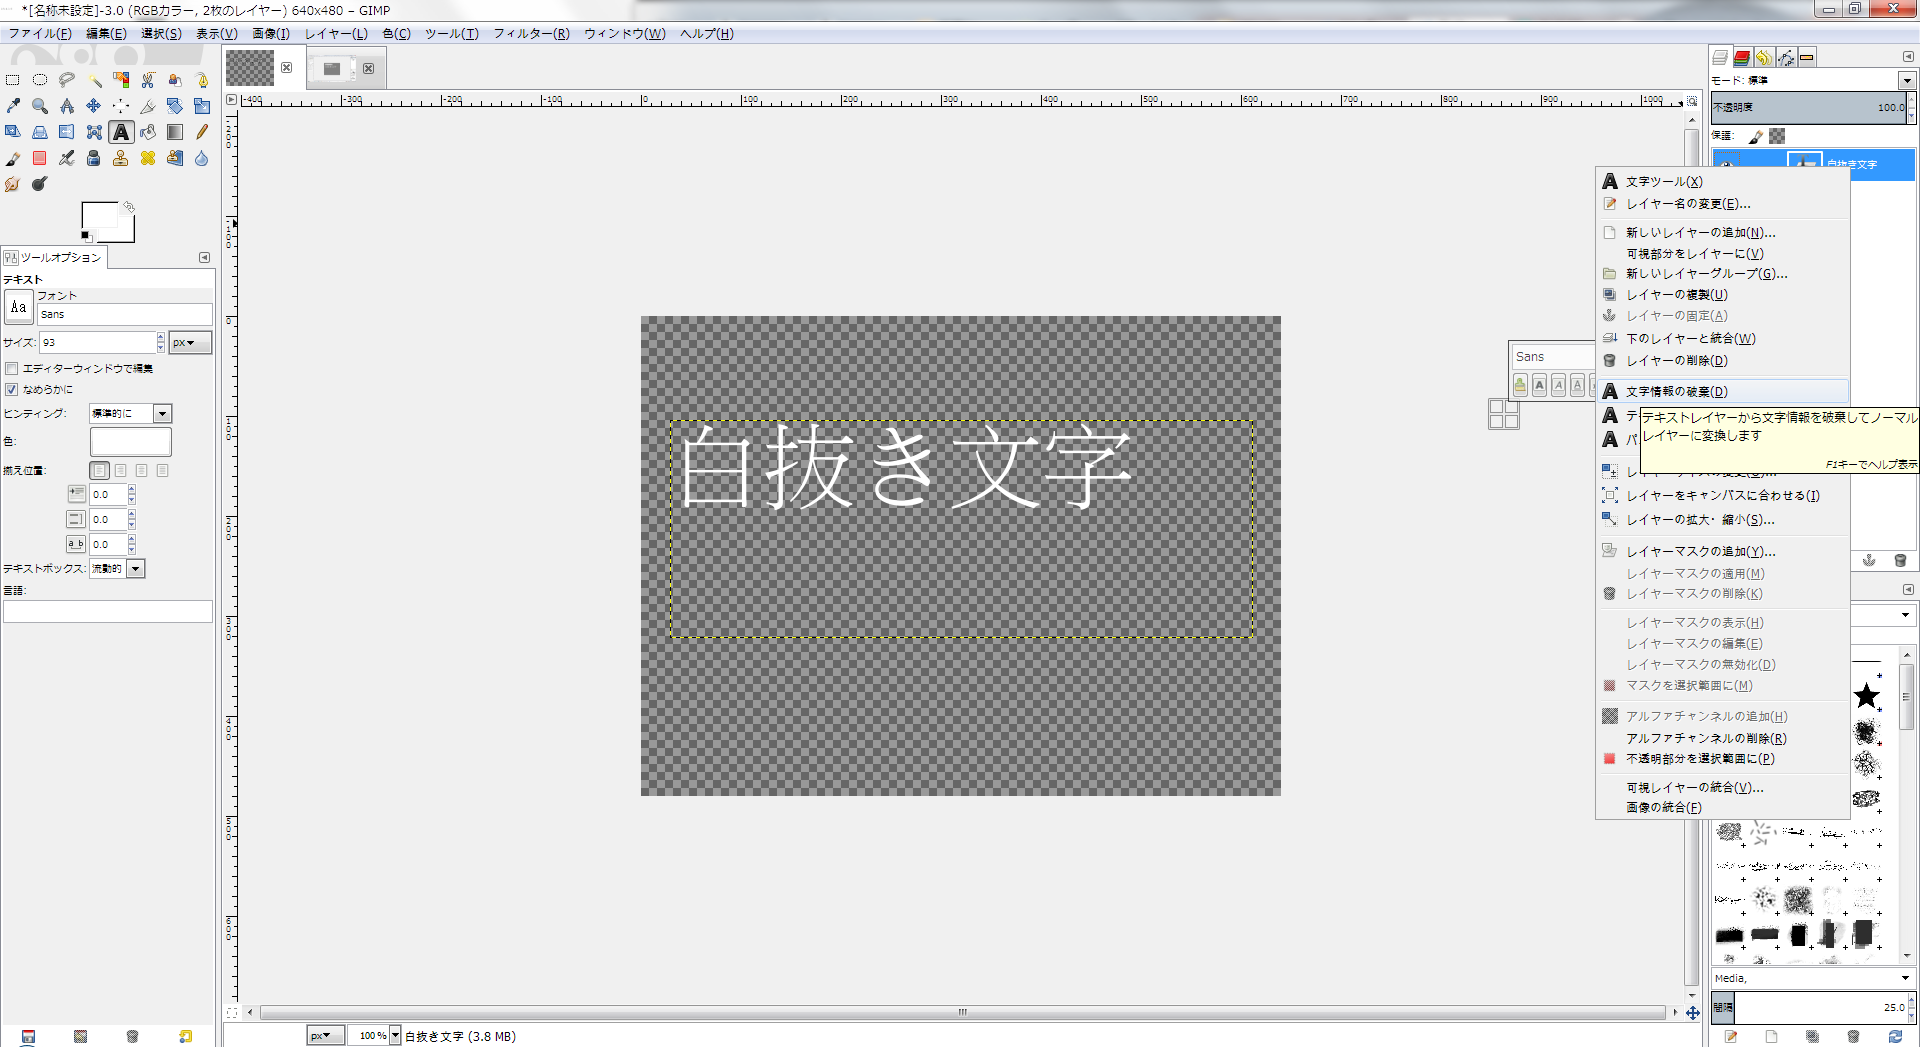 *[名称未設定]-3.0 (RGBカラー, 2枚のレイヤー) 640x480 – GIMP
ファイル(F) 編集(E) 選択(S) 表示(V) 画像(I) レイヤー(L) 色(C) ツール(T) フィルター(R) ウィンドウ(W) ヘルプ(H)
-400 -300 -200 -100 0 100 200 300 400 500 600 700 800 900 1000
ツールオプション
テキスト
Aa
フォント
Sans
サイズ: 93 px
エディターウィンドウで編集
なめらかに
ヒンティング: 標準的に
色:
揃え位置:
0.0
0.0
a b 0.0
テキストボックス: 流動的
言語:
白抜き文字
Sans
px 100 % 白抜き文字 (3.8 MB)
モード: 標準
不透明度 100.0
保護:
白抜き文字
文字ツール(X)
レイヤー名の変更(E)...
新しいレイヤーの追加(N)...
可視部分をレイヤーに(V)
新しいレイヤーグループ(G)...
レイヤーの複製(U)
レイヤーの固定(A)
下のレイヤーと統合(W)
レイヤーの削除(D)
文字情報の破棄(D)
テキストレイヤーから文字情報を破棄してノーマル
レイヤーに変換します
F1キーでヘルプ表示
レイヤーをキャンバスに合わせる(I)
レイヤーの拡大・縮小(S)...
レイヤーマスクの追加(Y)...
レイヤーマスクの適用(M)
レイヤーマスクの削除(K)
レイヤーマスクの表示(H)
レイヤーマスクの編集(E)
レイヤーマスクの無効化(D)
マスクを選択範囲に(M)
アルファチャンネルの追加(H)
アルファチャンネルの削除(R)
不透明部分を選択範囲に(P)
可視レイヤーの統合(V)...
画像の統合(F)
Media,
間隔 25.0